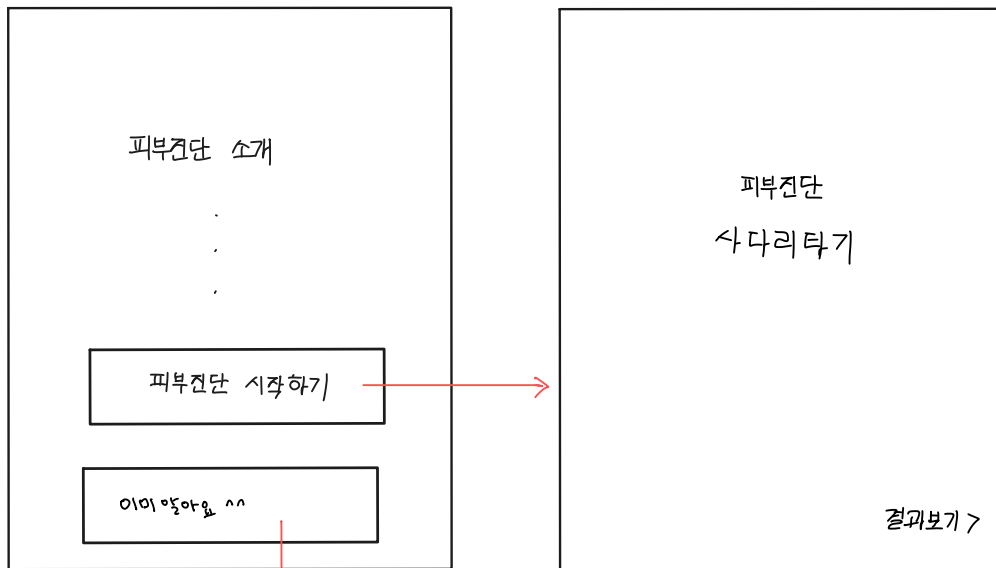 피부진단 소개
피부진단 시작하기
이미 알아요 ^^
피부진단
사다리타기
결과보기 >